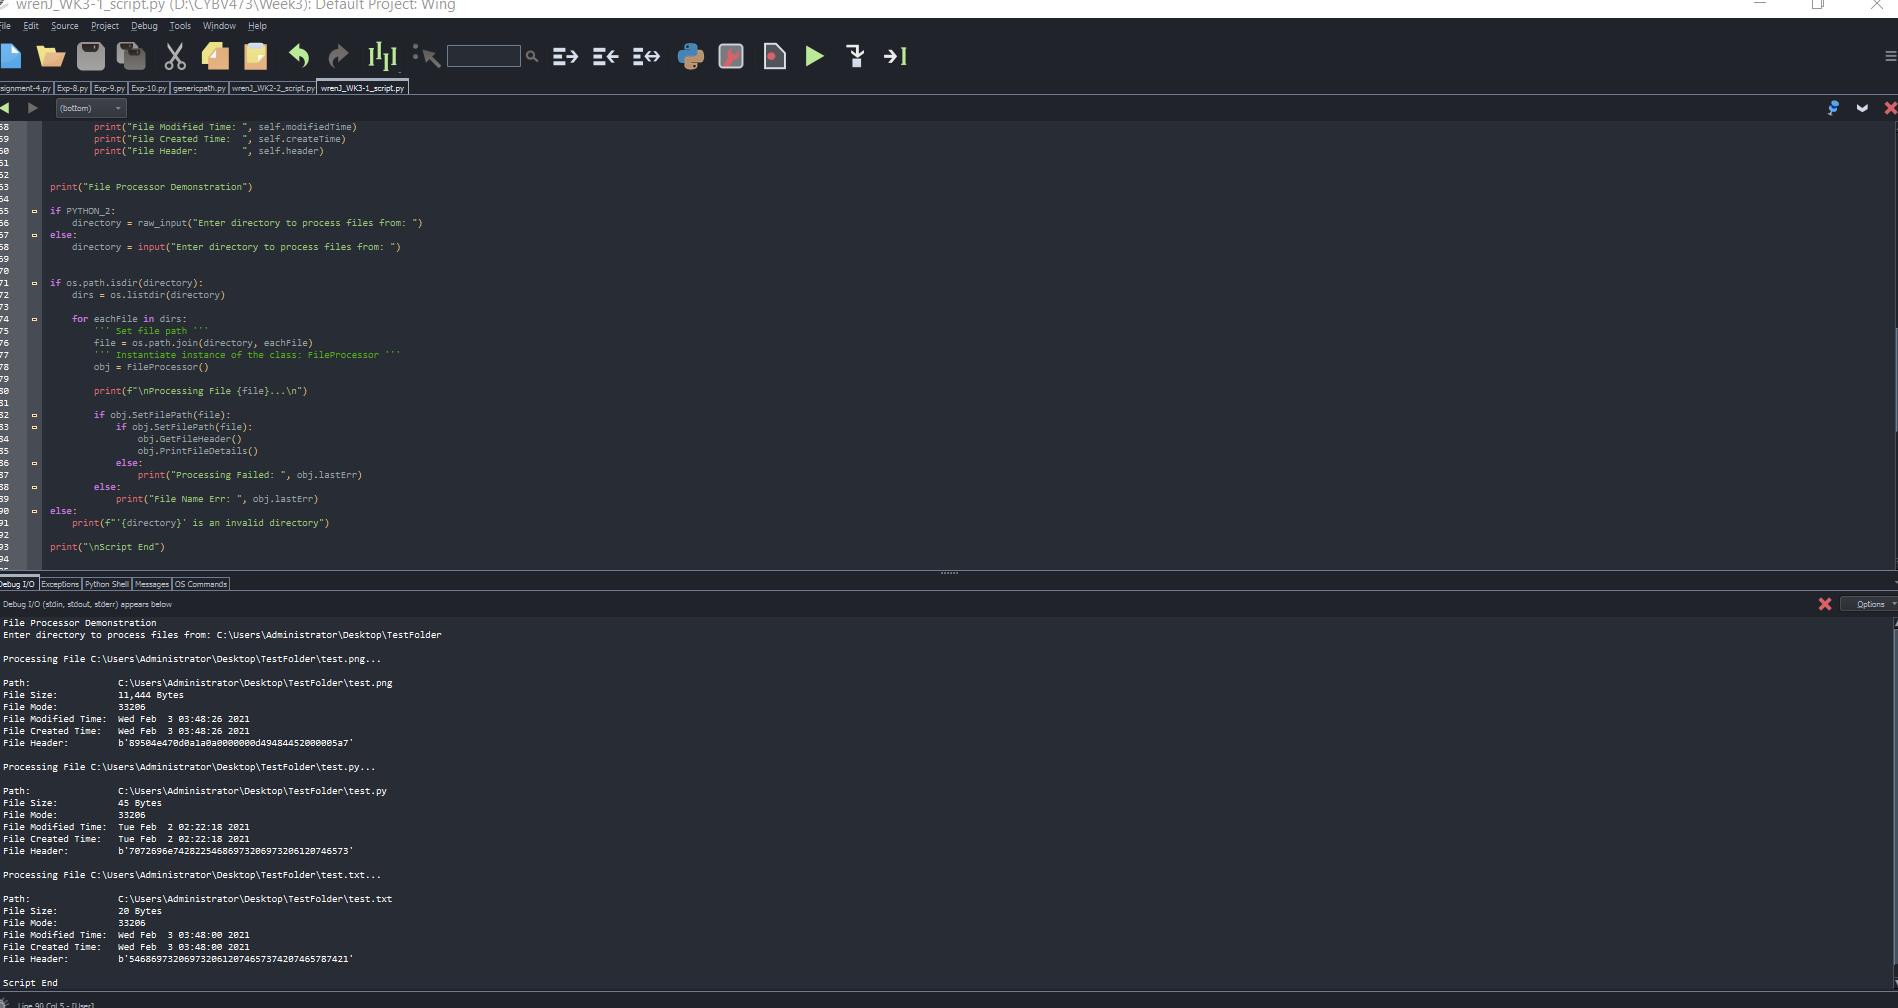 wrenJ_WK3-1_script.py (D:\CYBV473\Week3): Default Project: Wing
File Edit Source Project Debug Tools Window Help
signment-4.py Exp-8.py Exp-9.py Exp-10.py genericpath.py wrenJ_WK2-2_script.py wrenJ_WK3-1_script.py
(bottom)
58 print("File Modified Time: ", self.modifiedTime)
59 print("File Created Time:  ", self.createTime)
60 print("File Header:        ", self.header)
61
62
63 print("File Processor Demonstration")
64
65 if PYTHON_2:
66 directory = raw_input("Enter directory to process files from: ")
67 else:
68 directory = input("Enter directory to process files from: ")
69
70
71 if os.path.isdir(directory):
72 dirs = os.listdir(directory)
73
74 for eachFile in dirs:
75 ''' Set file path '''
76 file = os.path.join(directory, eachFile)
77 ''' Instantiate instance of the class: FileProcessor '''
78 obj = FileProcessor()
79
80 print(f"\nProcessing File {file}...\n")
81
82 if obj.SetFilePath(file):
83 if obj.SetFilePath(file):
84 obj.GetFileHeader()
85 obj.PrintFileDetails()
86 else:
87 print("Processing Failed: ", obj.lastErr)
88 else:
89 print("File Name Err: ", obj.lastErr)
90 else:
91 print(f"'{directory}' is an invalid directory")
92
93 print("\nScript End")
94
Debug I/O Exceptions Python Shell Messages OS Commands
Debug I/O (stdin, stdout, stderr) appears below Options
File Processor Demonstration
Enter directory to process files from: C:\Users\Administrator\Desktop\TestFolder
Processing File C:\Users\Administrator\Desktop\TestFolder\test.png...
Path: C:\Users\Administrator\Desktop\TestFolder\test.png
File Size: 11,444 Bytes
File Mode: 33206
File Modified Time: Wed Feb  3 03:48:26 2021
File Created Time: Wed Feb  3 03:48:26 2021
File Header: b'89504e470d0a1a0a0000000d49484452000005a7'
Processing File C:\Users\Administrator\Desktop\TestFolder\test.py...
Path: C:\Users\Administrator\Desktop\TestFolder\test.py
File Size: 45 Bytes
File Mode: 33206
File Modified Time: Tue Feb  2 02:22:18 2021
File Created Time: Tue Feb  2 02:22:18 2021
File Header: b'7072696e74282254686973206973206120746573'
Processing File C:\Users\Administrator\Desktop\TestFolder\test.txt...
Path: C:\Users\Administrator\Desktop\TestFolder\test.txt
File Size: 20 Bytes
File Mode: 33206
File Modified Time: Wed Feb  3 03:48:00 2021
File Created Time: Wed Feb  3 03:48:00 2021
File Header: b'5468697320697320612074657374207465787421'
Script End
Line 90 Col 5 - [User]